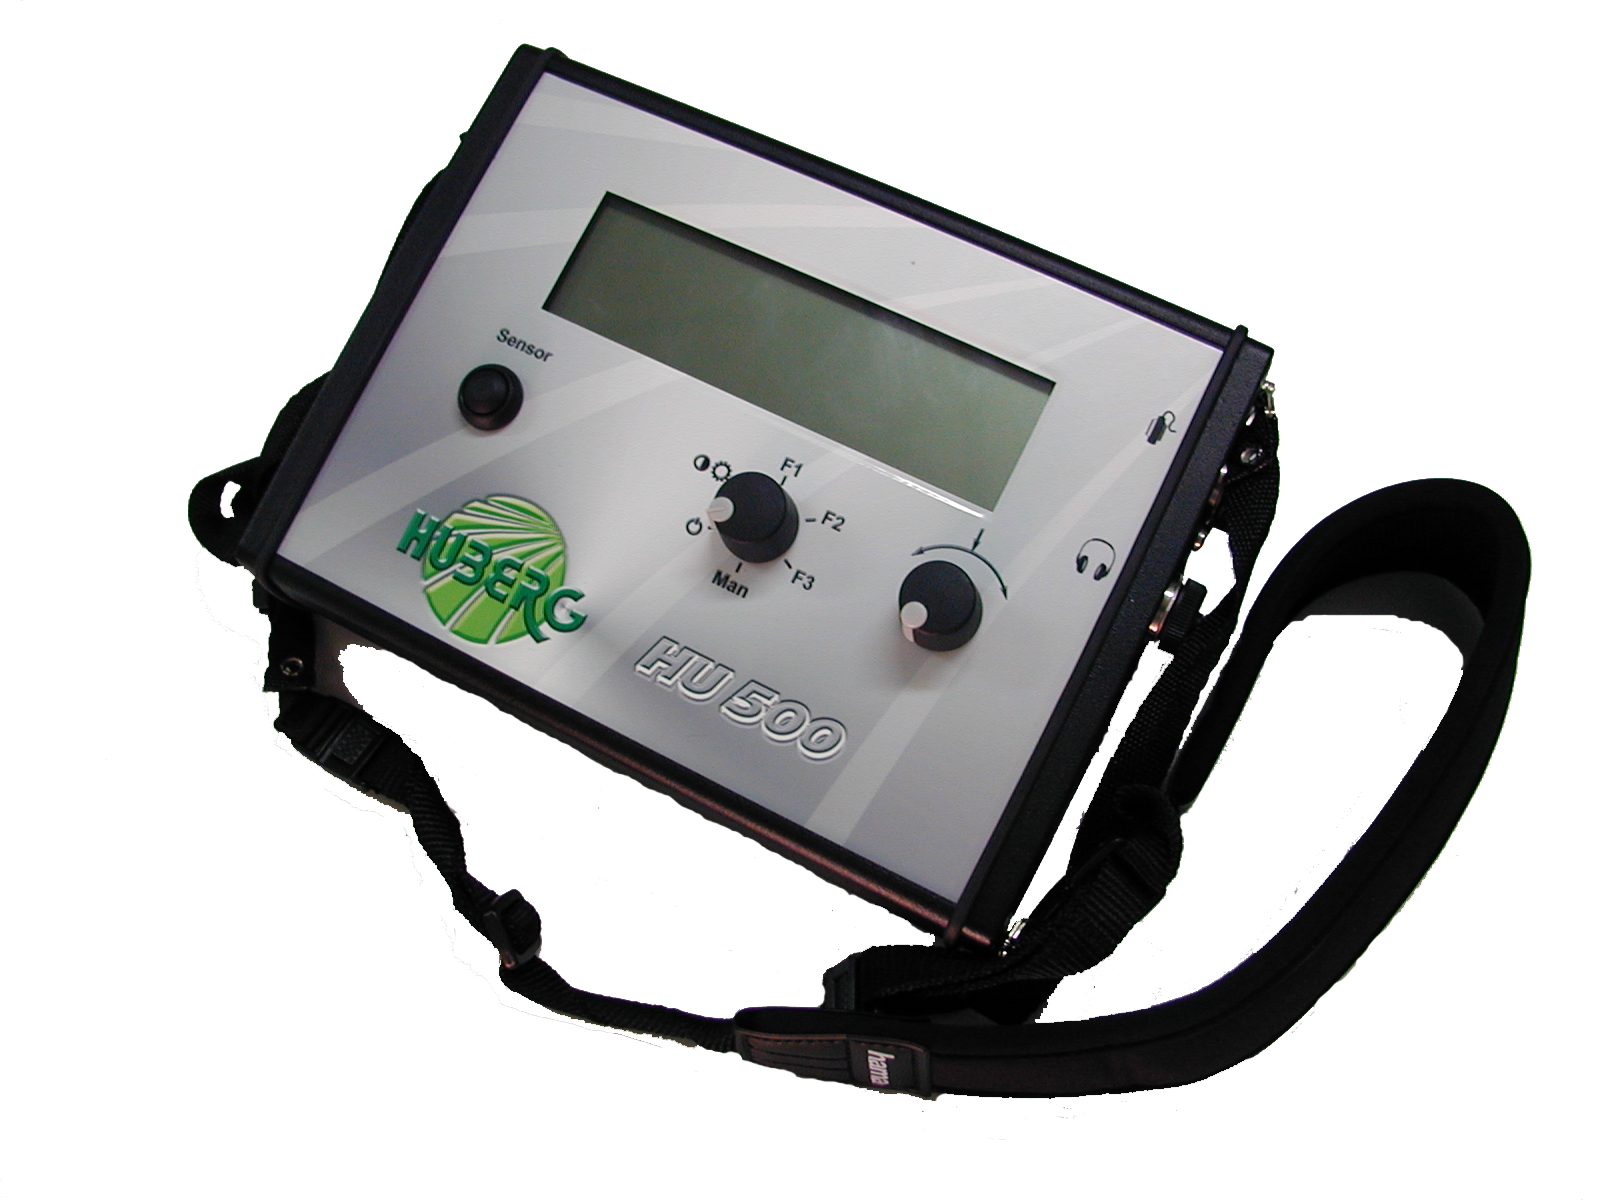 Sensor
F1
F2
F3
Man
HUBERG
HU 500
hama